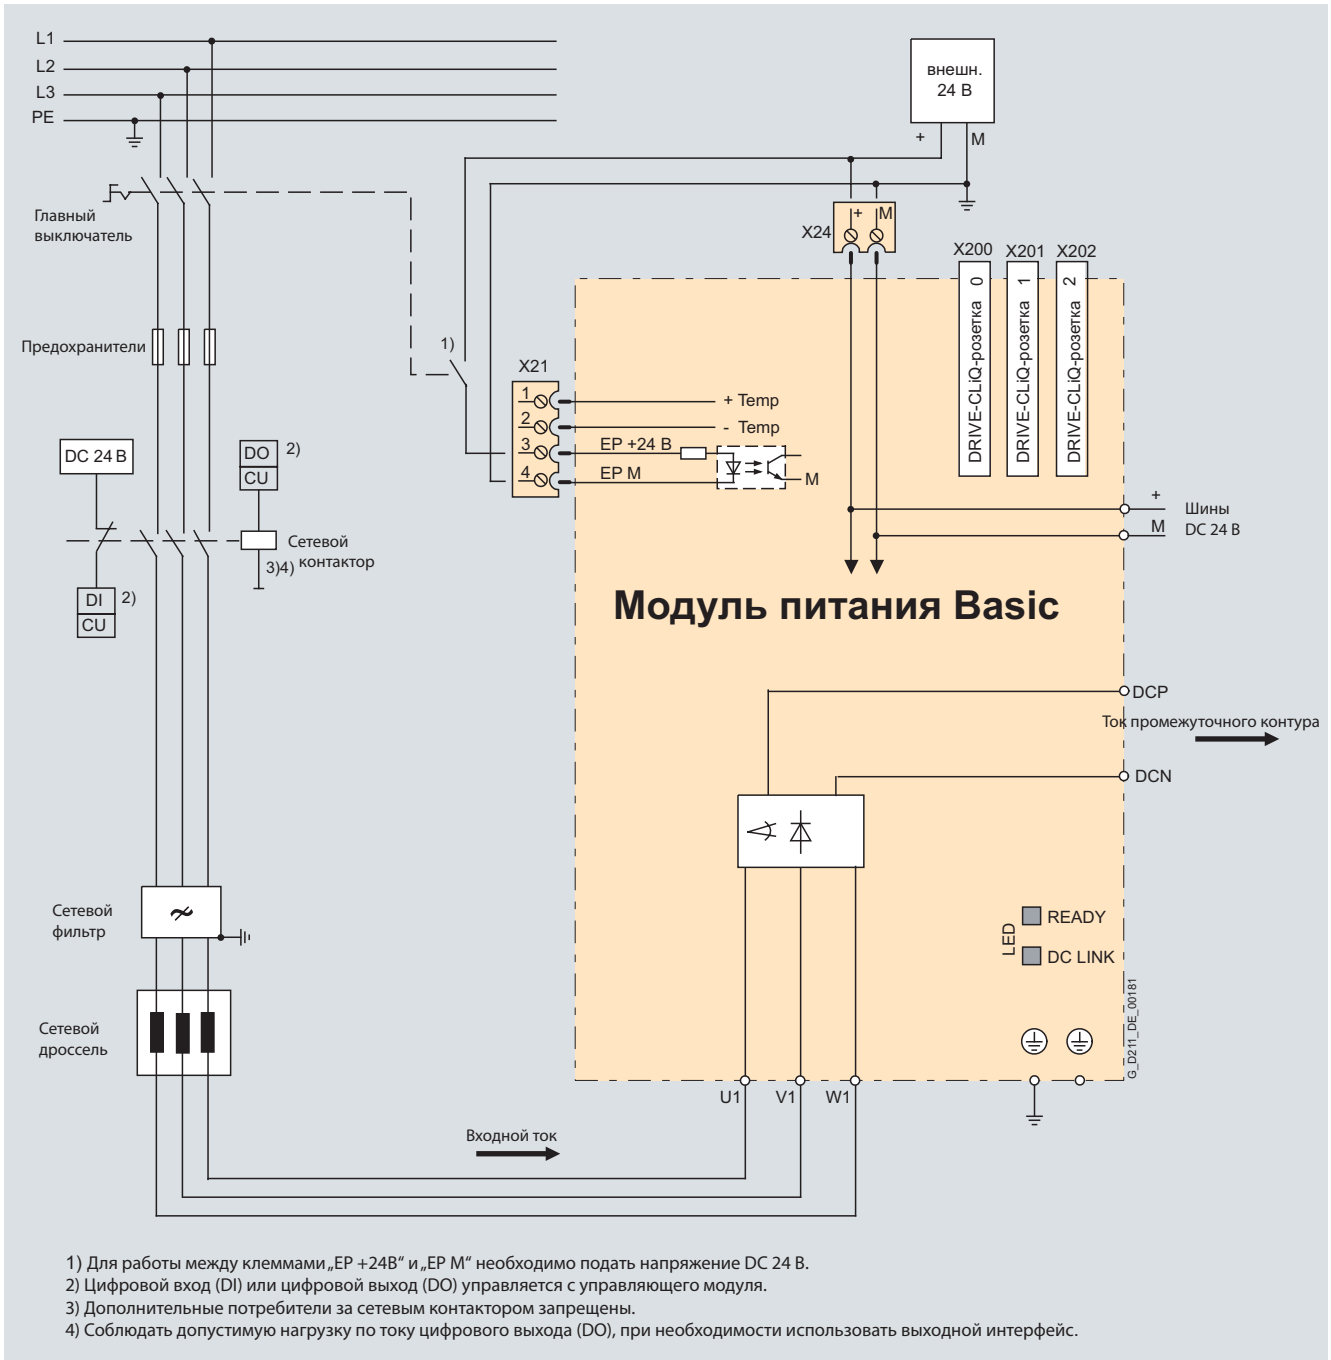 L1
L2
L3
PE
внешн.
24 В
+
M
Главный
выключатель
X24
+
M
X200
X201
X202
DRIVE-CLiQ-розетка 0
DRIVE-CLiQ-розетка 1
DRIVE-CLiQ-розетка 2
Предохранители
1)
X21
1
+ Temp
2
- Temp
3
EP +24 В
4
EP M
M
DC 24 В
DO
2)
CU
+
Шины
M
DC 24 В
Сетевой
контактор
3)4)
DI
2)
CU
Модуль питания Basic
DCP
Ток промежуточного контура
DCN
Сетевой
фильтр
LED
READY
DC LINK
Сетевой
дроссель
G_D211_DE_00181
U1
V1
W1
Входной ток
1) Для работы между клеммами „EP +24В“ и „EP M“ необходимо подать напряжение DC 24 В.
2) Цифровой вход (DI) или цифровой выход (DO) управляется с управляющего модуля.
3) Дополнительные потребители за сетевым контактором запрещены.
4) Соблюдать допустимую нагрузку по току цифрового выхода (DO), при необходимости использовать выходной интерфейс.